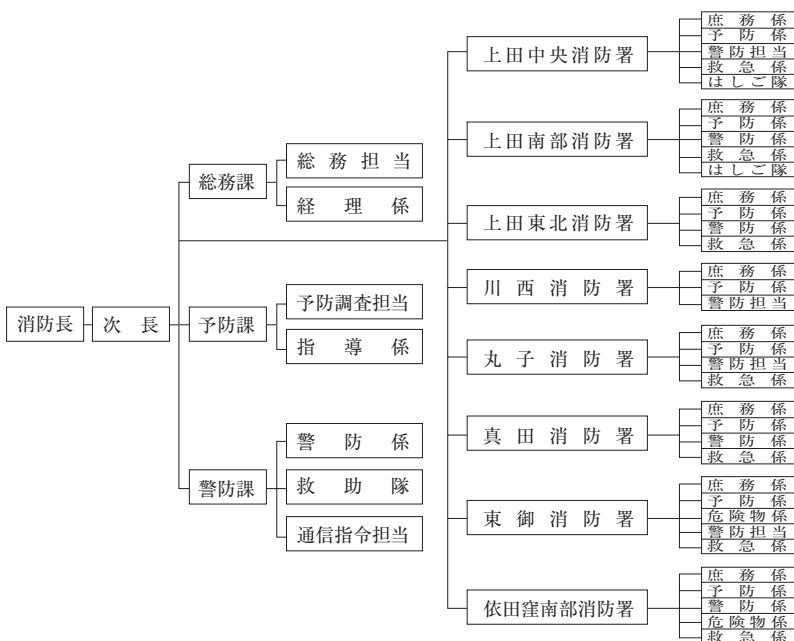 消防長
次長
総務課
総務担当
経理係
予防課
予防調査担当
指導係
警防課
警防係
救助隊
通信指令担当
上田中央消防署
庶務係
予防係
警防担当
救急係
はしご隊
上田南部消防署
庶務係
予防係
警防係
救急係
はしご隊
上田東北消防署
庶務係
予防係
警防係
救急係
川西消防署
庶務係
予防係
警防担当
丸子消防署
庶務係
予防係
警防担当
救急係
真田消防署
庶務係
予防係
警防係
救急係
東御消防署
庶務係
予防係
危険物係
警防担当
救急係
依田窪南部消防署
庶務係
予防係
警防係
危険物係
救急係